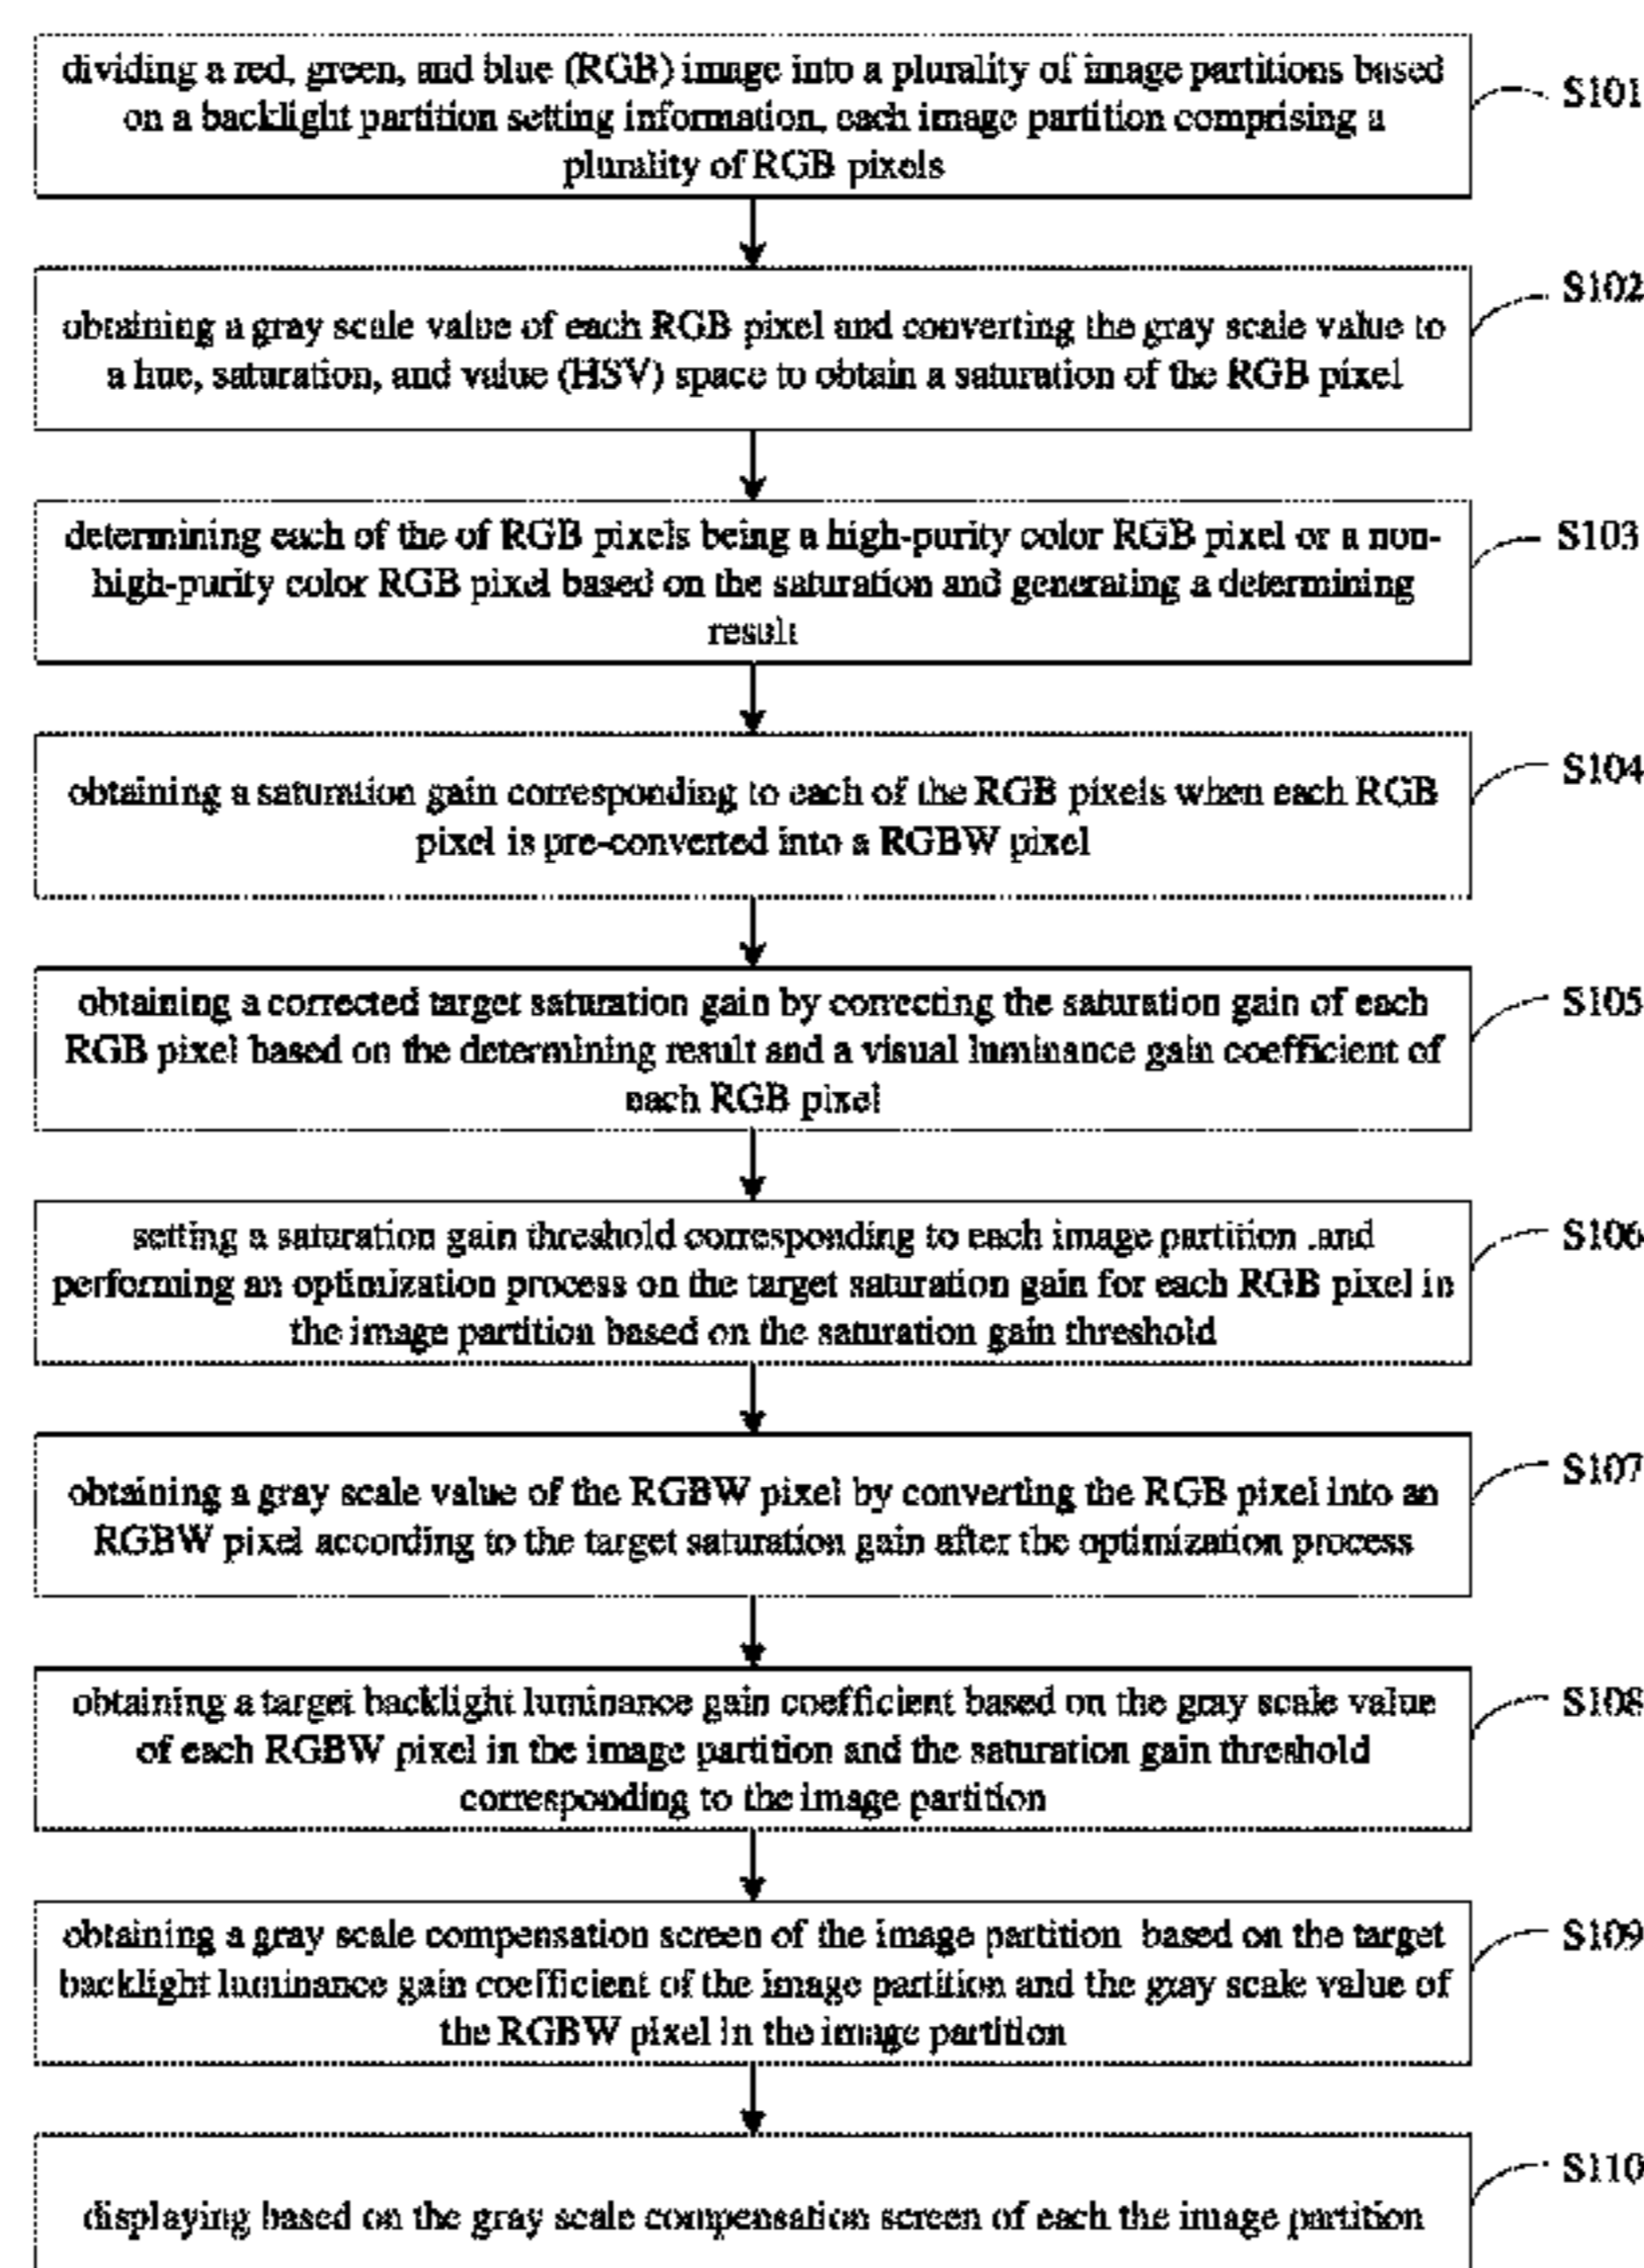 dividing a red, green, and blue (RGB) image into a plurality of image partitions based
on a backlight partition setting information, each image partition comprising a
plurality of RGB pixels
S101
obtaining a gray scale value of each RGB pixel and converting the gray scale value to
a hue, saturation, and value (HSV) space to obtain a saturation of the RGB pixel
S102
determining each of the of RGB pixels being a high-purity color RGB pixel or a non-
high-purity color RGB pixel based on the saturation and generating a determining
result
S103
obtaining a saturation gain corresponding to each of the RGB pixels when each RGB
pixel is pre-converted into a RGBW pixel
S104
obtaining a corrected target saturation gain by correcting the saturation gain of each
RGB pixel based on the determining result and a visual luminance gain coefficient of
each RGB pixel
S105
setting a saturation gain threshold corresponding to each image partition .and
performing an optimization process on the target saturation gain for each RGB pixel in
the image partition based on the saturation gain threshold
S106
obtaining a gray scale value of the RGBW pixel by converting the RGB pixel into an
RGBW pixel according to the target saturation gain after the optimization process
S107
obtaining a target backlight luminance gain coefficient based on the gray scale value
of each RGBW pixel in the image partition and the saturation gain threshold
corresponding to the image partition
S108
obtaining a gray scale compensation screen of the image partition based on the target
backlight luminance gain coefficient of the image partition and the gray scale value of
the RGBW pixel in the image partition
S109
displaying based on the gray scale compensation screen of each the image partition
S110